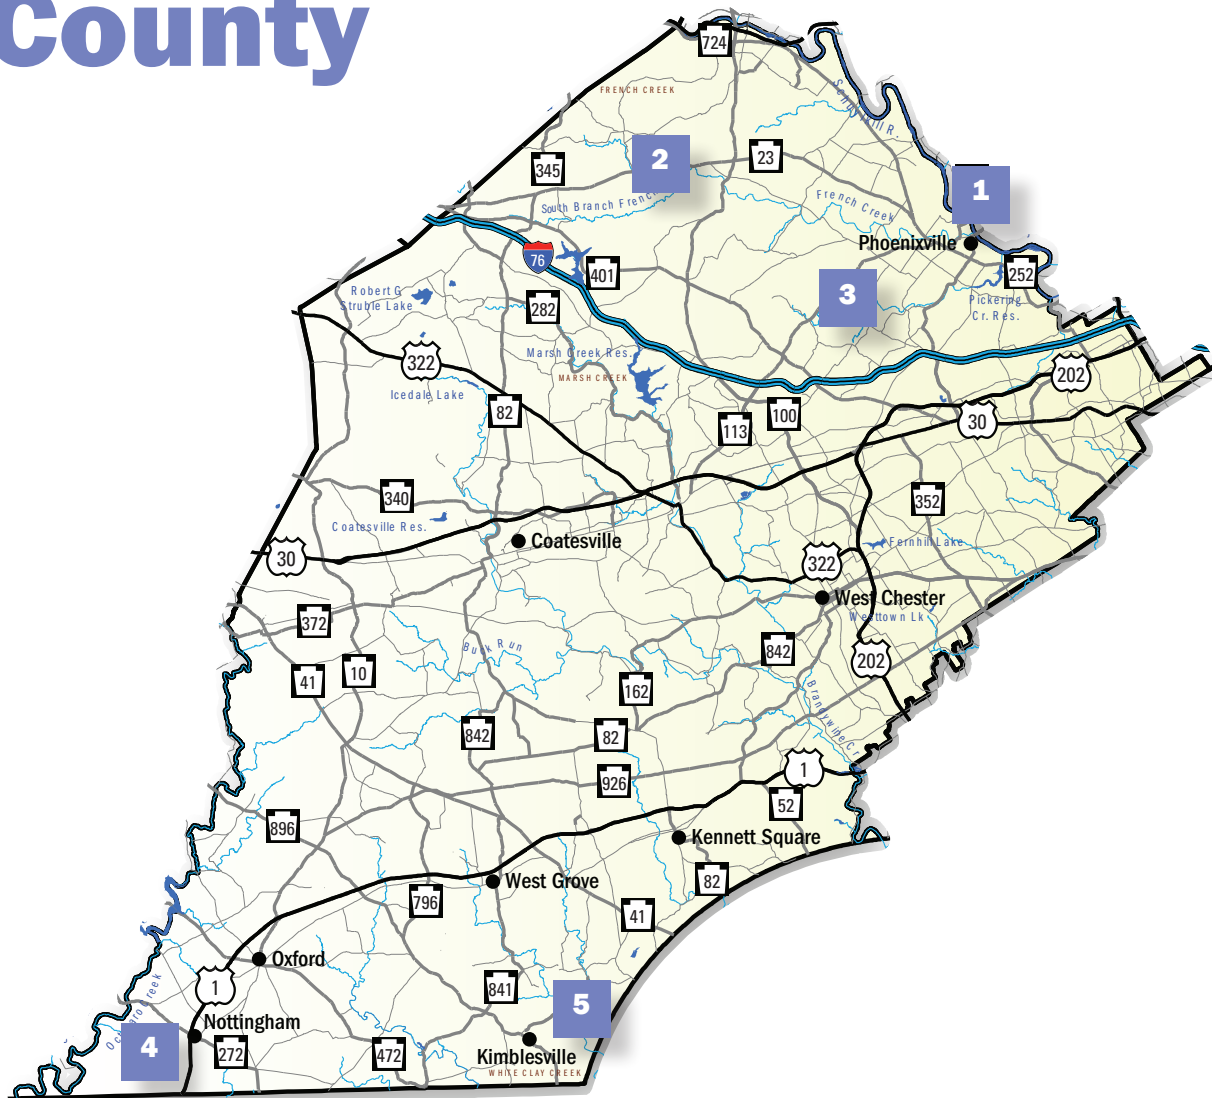 County
724
FRENCH CREEK
Schuylkill R.
2
23
345
1
South Branch French
French Creek
Phoenixville
76
401
252
3
Robert G
Struble Lake
282
Pickering
Cr. Res.
322
Marsh Creek Res.
MARSH CREEK
202
Icedale Lake
82
100
113
30
340
352
Coatesville Res.
Coatesville
Fernhill Lake
30
322
West Chester
Westtown Lk
372
Buck Run
842
202
41
10
162
Brandywine Cr.
842
82
926
1
52
896
Kennett Square
West Grove
82
796
41
Oxford
1
841
5
Nottingham
4
272
472
Kimblesville
WHITE CLAY CREEK